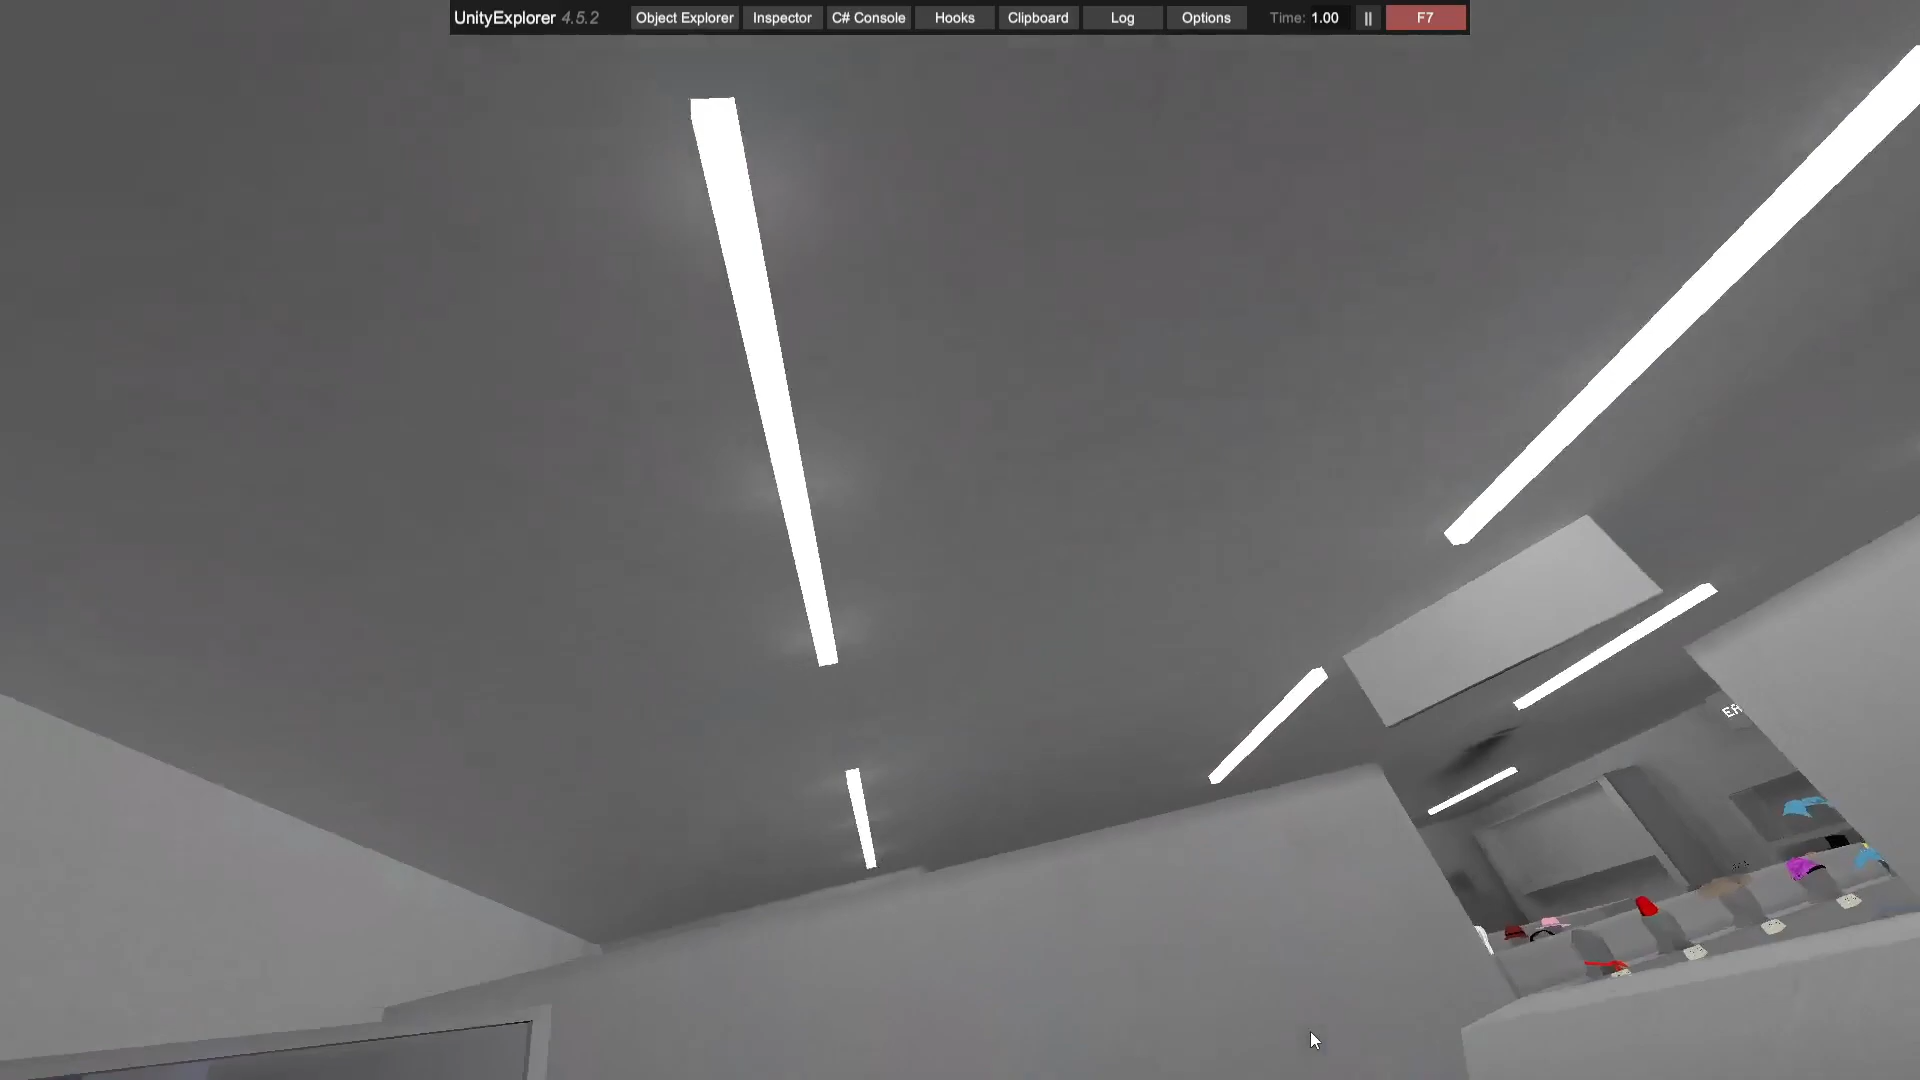 UnityExplorer 4.5.2 Object Explorer Inspector C# Console Hooks Clipboard Log Options Time: 1.00 || F7